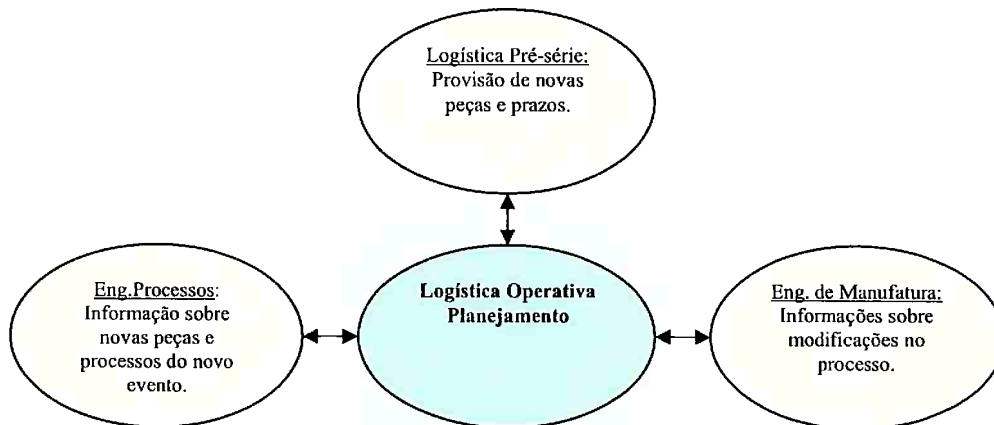 Logística Pré-série:
Provisão de novas
peças e prazos.
Eng.Processos:
Informação sobre
novas peças e
processos do novo
evento.
Logística Operativa
Planejamento
Eng. de Manufatura:
Informações sobre
modificações no
processo.